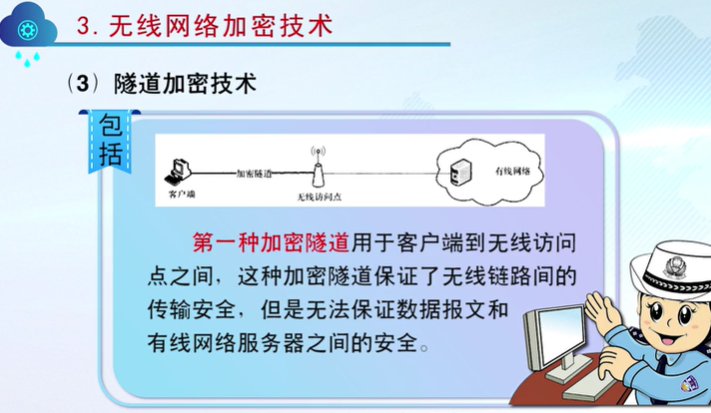 3. 无线网络加密技术
（3）隧道加密技术
包括
加密隧道
有线网络
客户端
无线访问点
第一种加密隧道用于客户端到无线访问
点之间，这种加密隧道保证了无线链路间的
传输安全，但是无法保证数据报文和
有线网络服务器之间的安全。